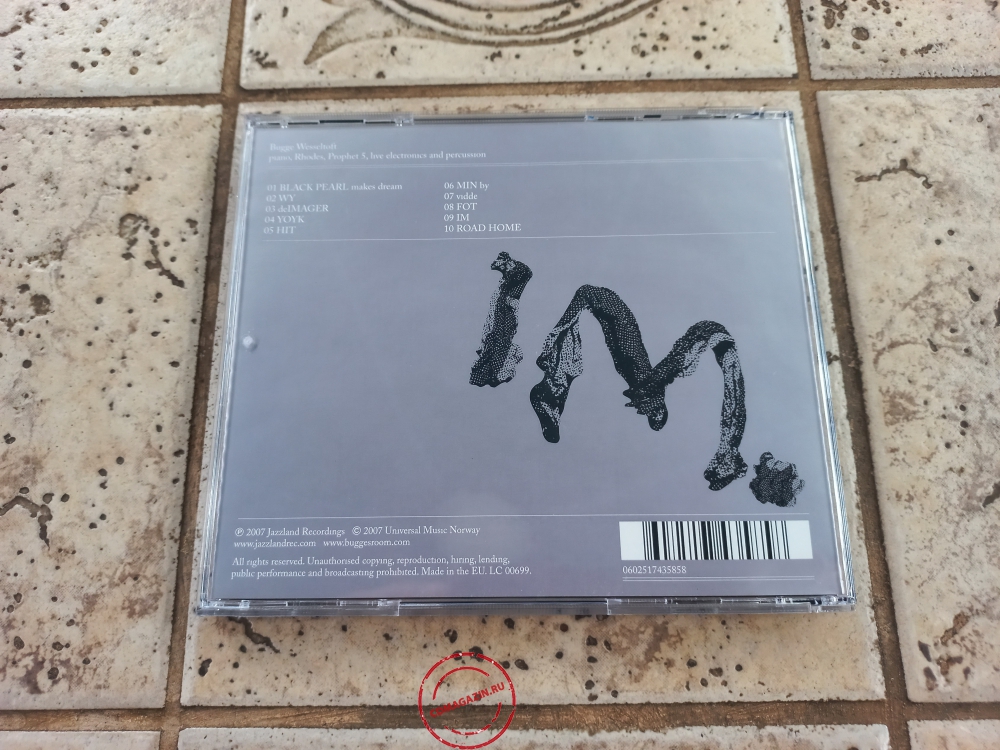 Bugge Wesseltoft
piano, Rhodes, Prophet 5, live electronics and percussion
01 BLACK PEARL makes dream
02 WY
03 deIMAGER
04 YOYK
05 HIT
06 MIN by
07 vidde
08 FOT
09 IM
10 ROAD HOME
IM.
℗ 2007 Jazzland Recordings © 2007 Universal Music Norway
www.jazzlandrec.com www.buggesroom.com
All rights reserved. Unauthorised copying, reproduction, hiring, lending,
public performance and broadcasting prohibited. Made in the EU. LC 00699.
0602517435858
CDMAGAZIN.RU